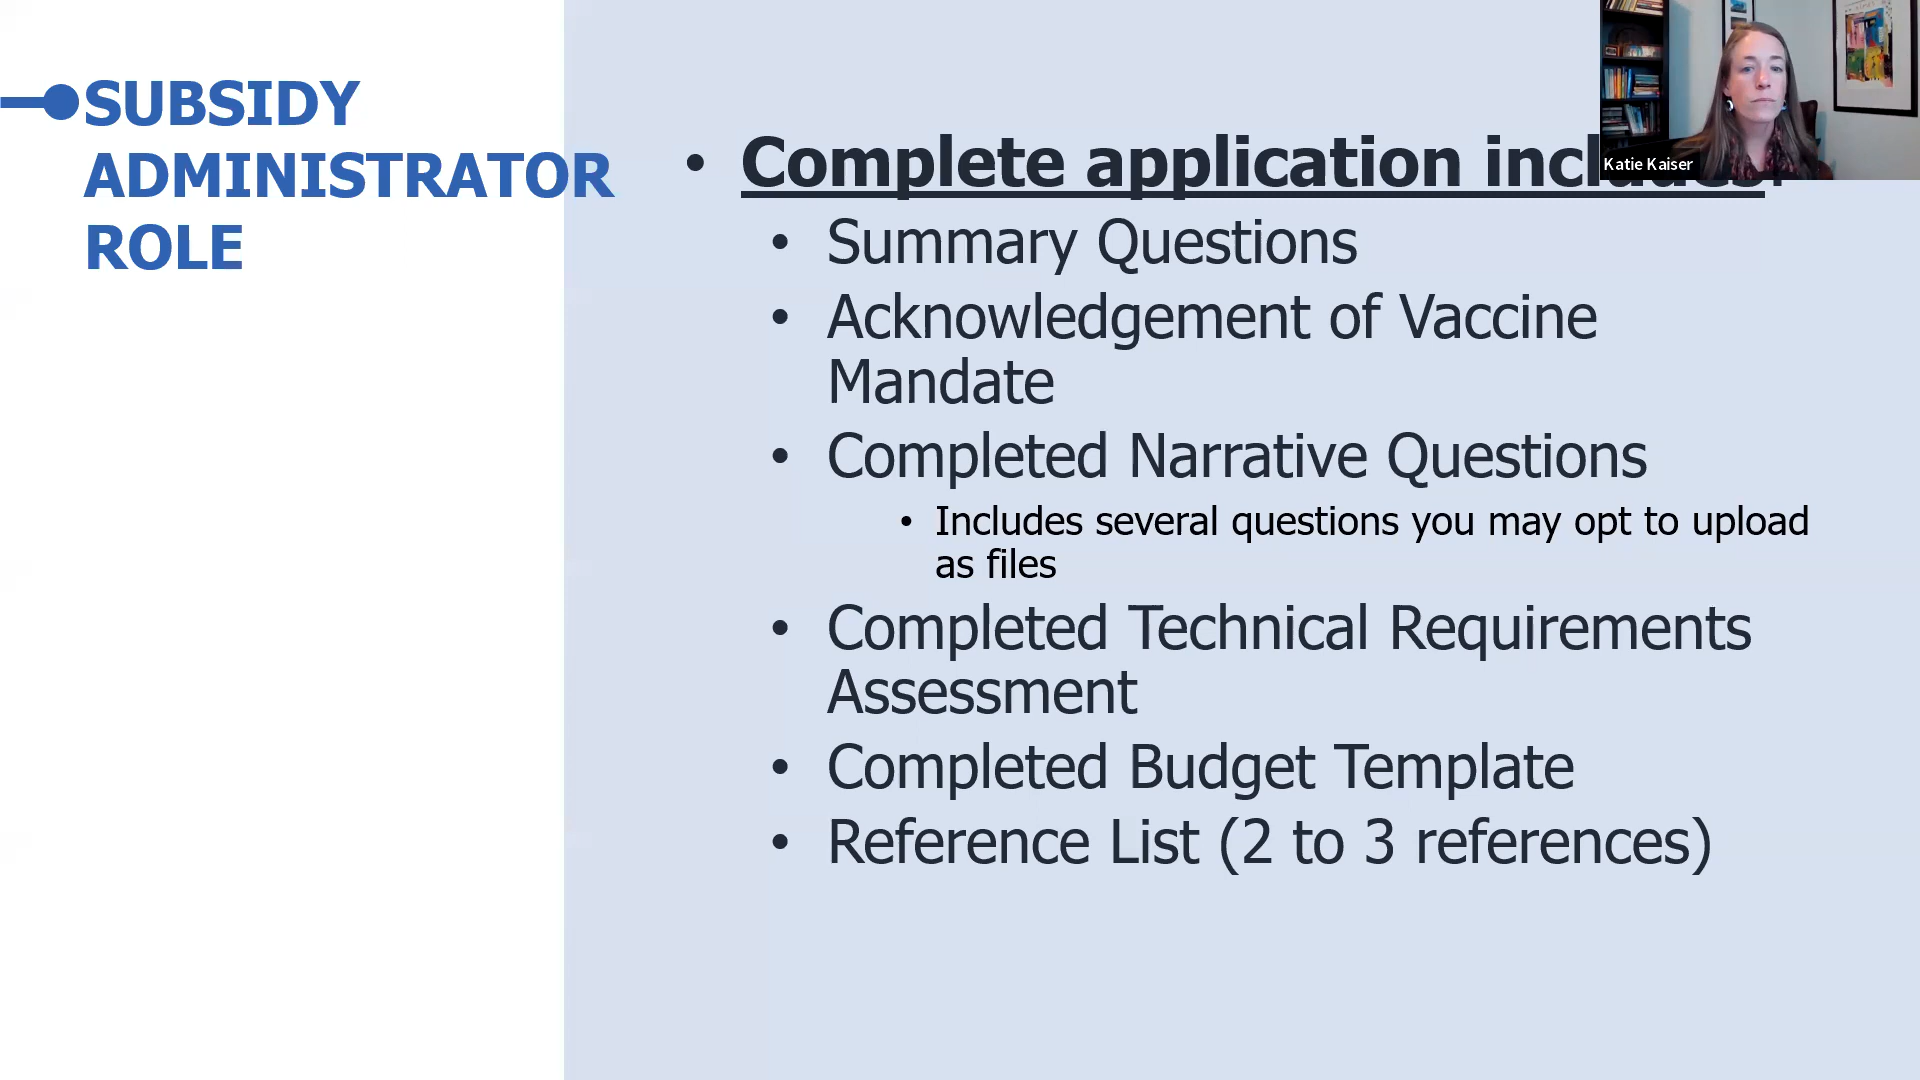 SUBSIDY
ADMINISTRATOR
ROLE
• Complete application includes:
• Summary Questions
• Acknowledgement of Vaccine
Mandate
• Completed Narrative Questions
• Includes several questions you may opt to upload
as files
• Completed Technical Requirements
Assessment
• Completed Budget Template
• Reference List (2 to 3 references)
Katie Kaiser